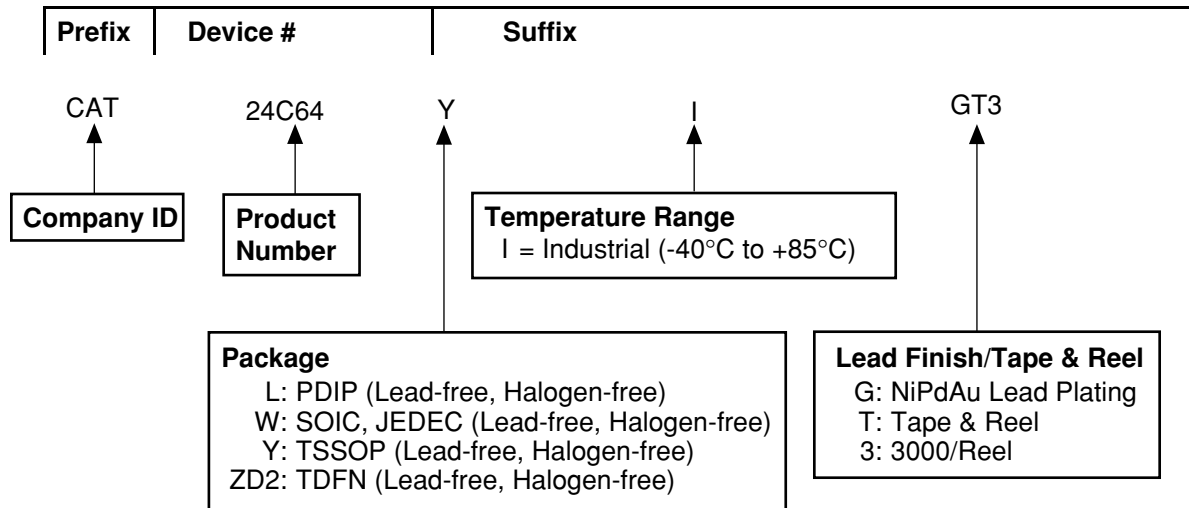 Prefix Device # Suffix
CAT 24C64 Y I GT3
Company ID
Product
Number
Temperature Range
I = Industrial (-40°C to +85°C)
Package
L: PDIP (Lead-free, Halogen-free)
W: SOIC, JEDEC (Lead-free, Halogen-free)
Y: TSSOP (Lead-free, Halogen-free)
ZD2: TDFN (Lead-free, Halogen-free)
Lead Finish/Tape & Reel
G: NiPdAu Lead Plating
T: Tape & Reel
3: 3000/Reel